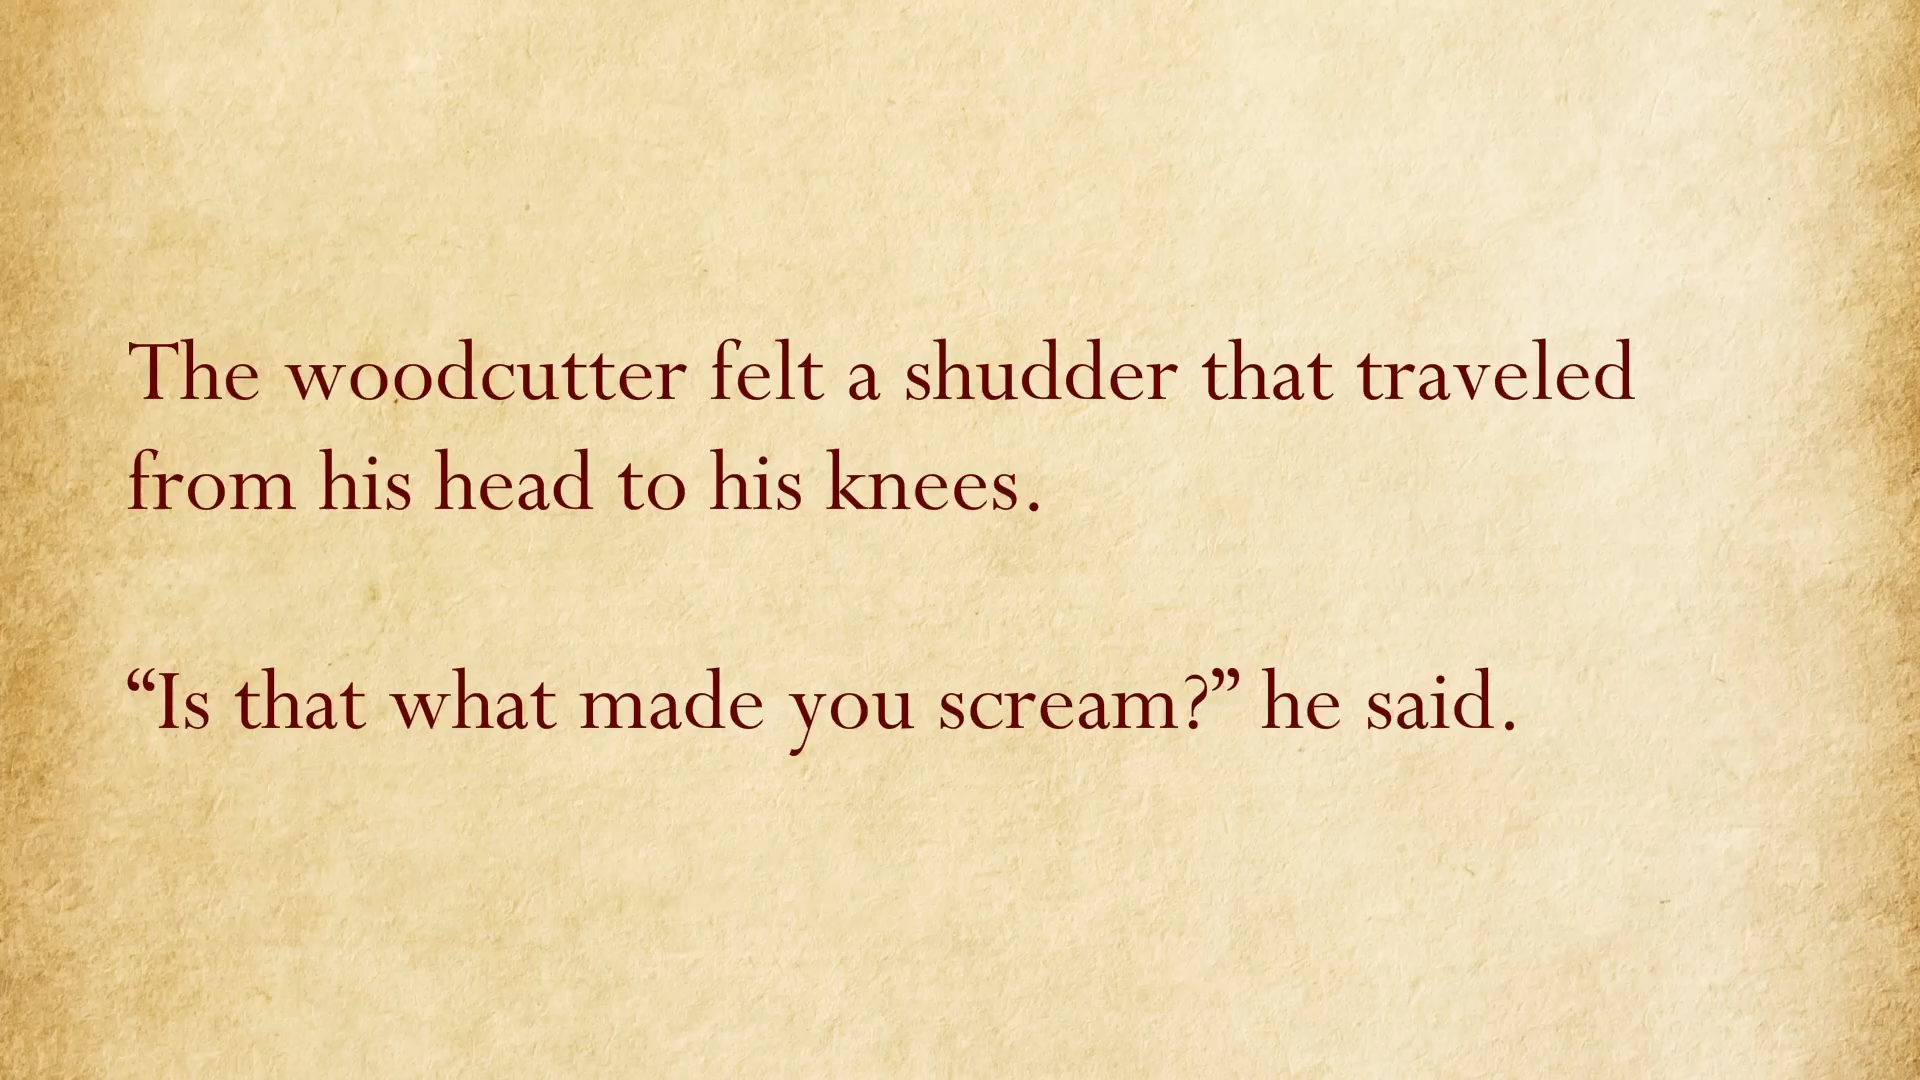 The woodcutter felt a shudder that traveled
from his head to his knees.
“Is that what made you scream?” he said.